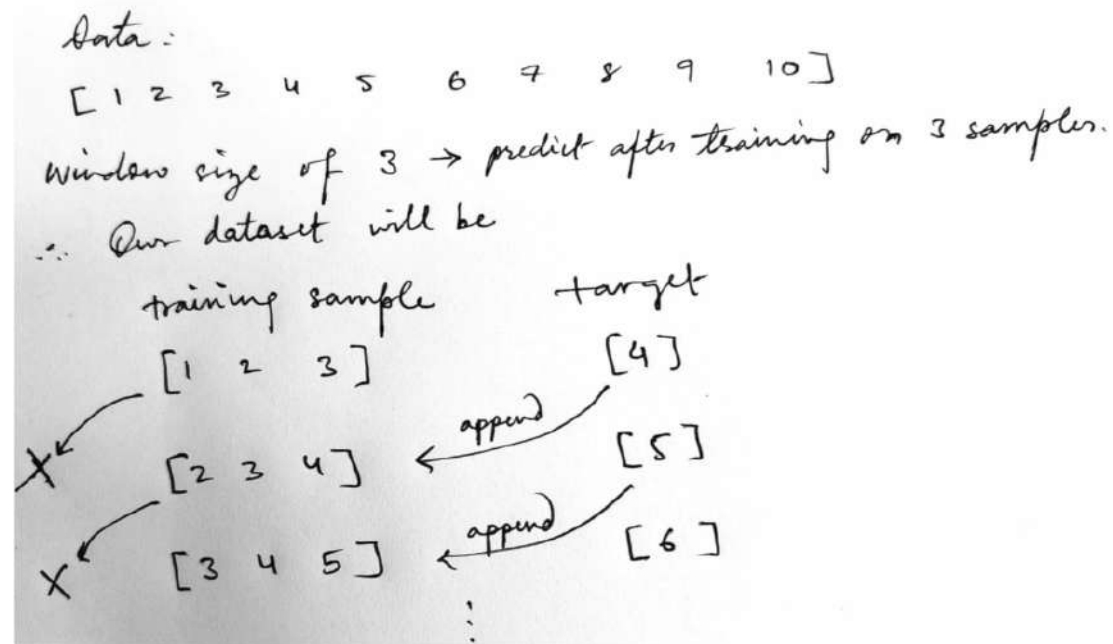 Data :
[ 1 2 3 4 5 6 7 8 9 10 ]
window size of 3 → predict after training on 3 samples.
∴ Our dataset will be
training sample target
[1 2 3] [4]
append
X [2 3 4] ← [5]
append
X [3 4 5] ← [6]
⋮